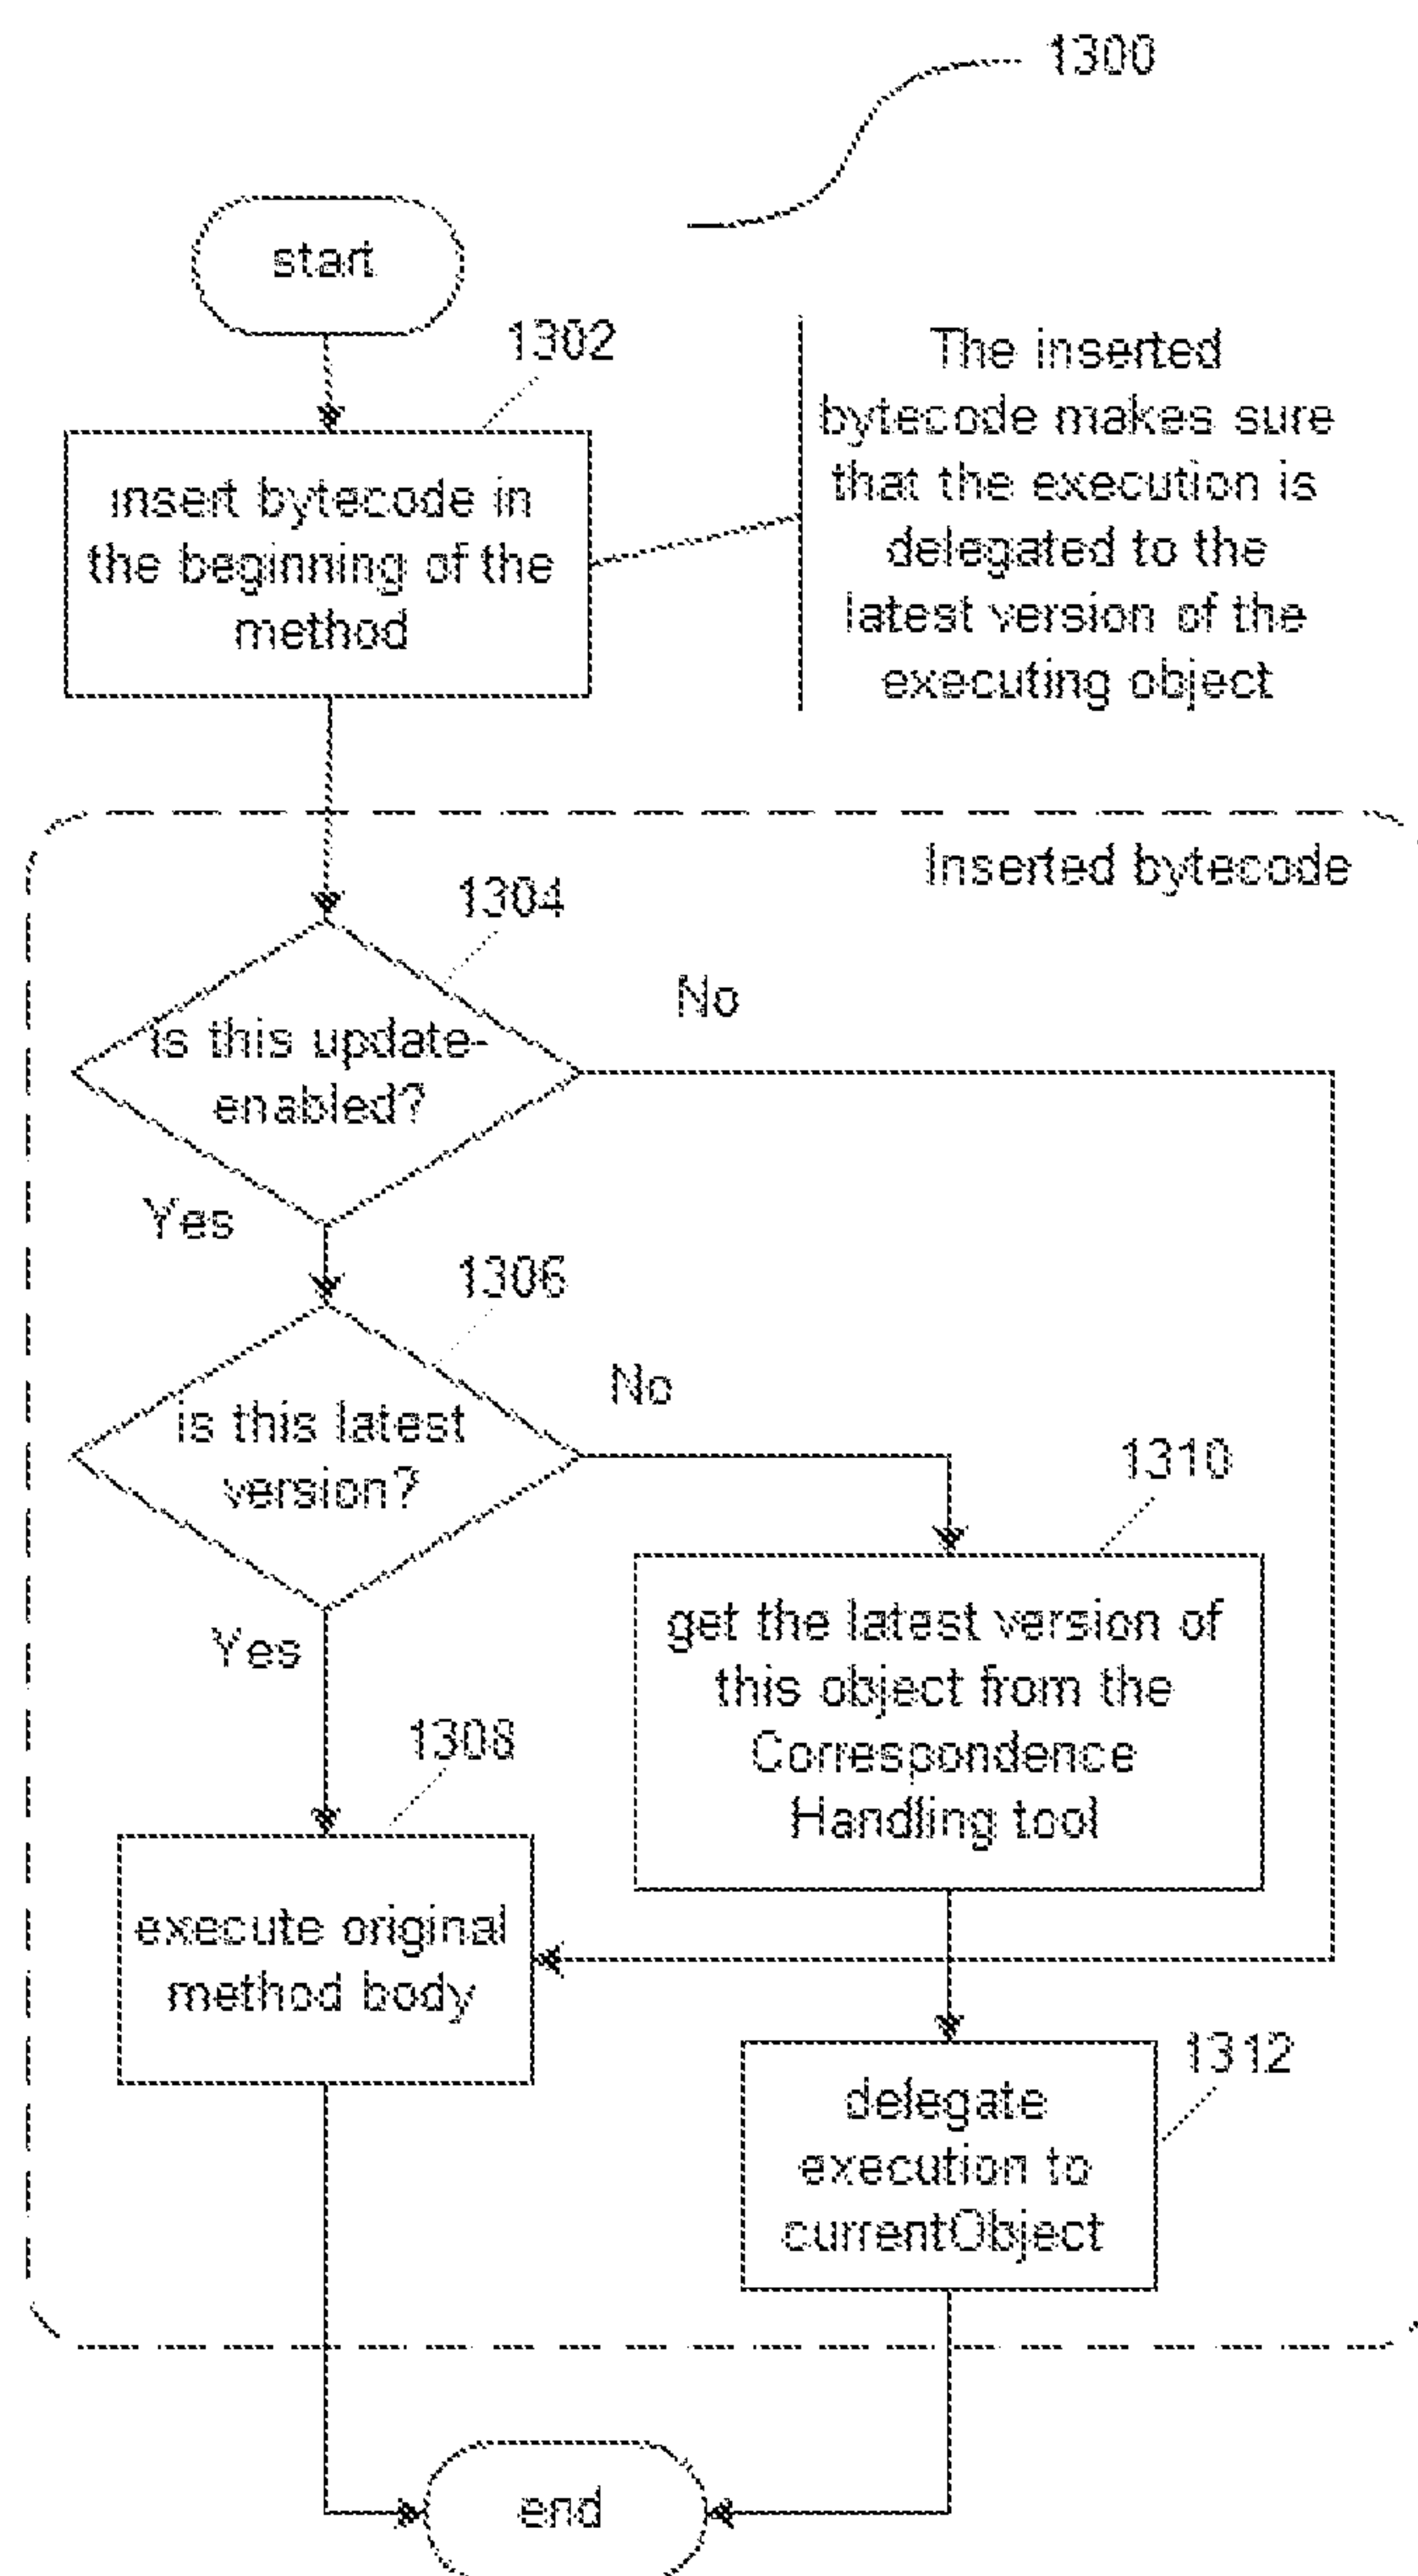 1300
start
1302
insert bytecode in
the beginning of the
method
The inserted
bytecode makes sure
that the execution is
delegated to the
latest version of the
executing object
Inserted bytecode
1304
No
is this update-
enabled?
Yes
1306
No
is this latest
version?
1310
Yes
get the latest version of
this object from the
Correspondence
Handling tool
1308
execute original
method body
1312
delegate
execution to
currentObject
end